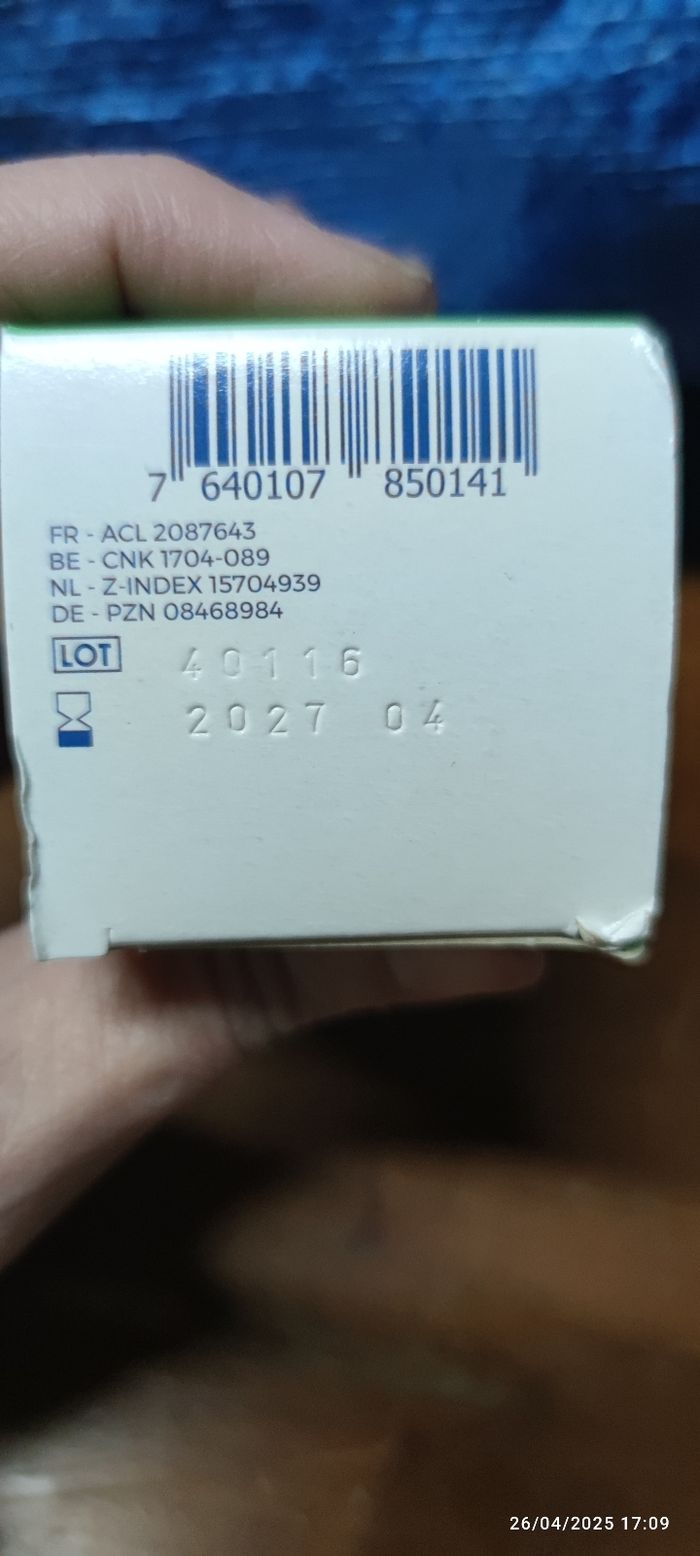 7 640107 850141
FR - ACL 2087643
BE - CNK 1704-089
NL - Z-INDEX 15704939
DE - PZN 08468984
LOT 40116
2027 04
26/04/2025 17:09